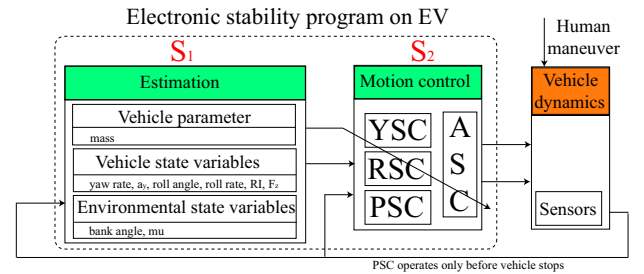 Electronic stability program on EV
S1
S2
Human
maneuver
Estimation
Motion control
Vehicle
dynamics
Vehicle parameter
mass
Vehicle state variables
yaw rate, ay, roll angle, roll rate, RI, Fz
Environmental state variables
bank angle, mu
YSC
RSC
PSC
A
S
C
Sensors
PSC operates only before vehicle stops